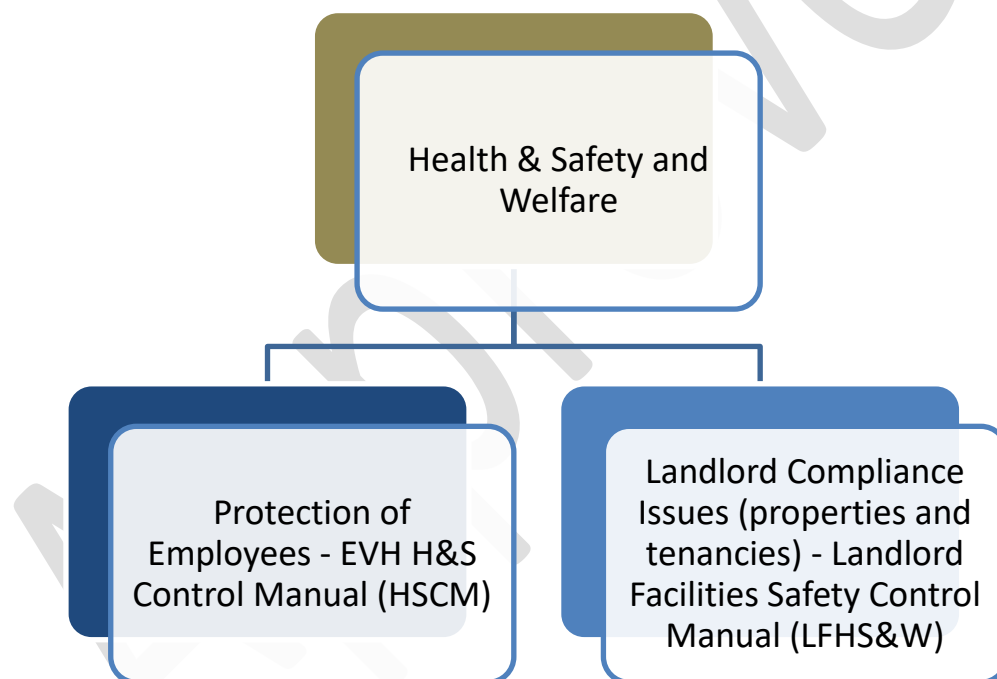 Health & Safety and
Welfare
Protection of
Employees - EVH H&S
Control Manual (HSCM)
Landlord Compliance
Issues (properties and
tenancies) - Landlord
Facilities Safety Control
Manual (LFHS&W)